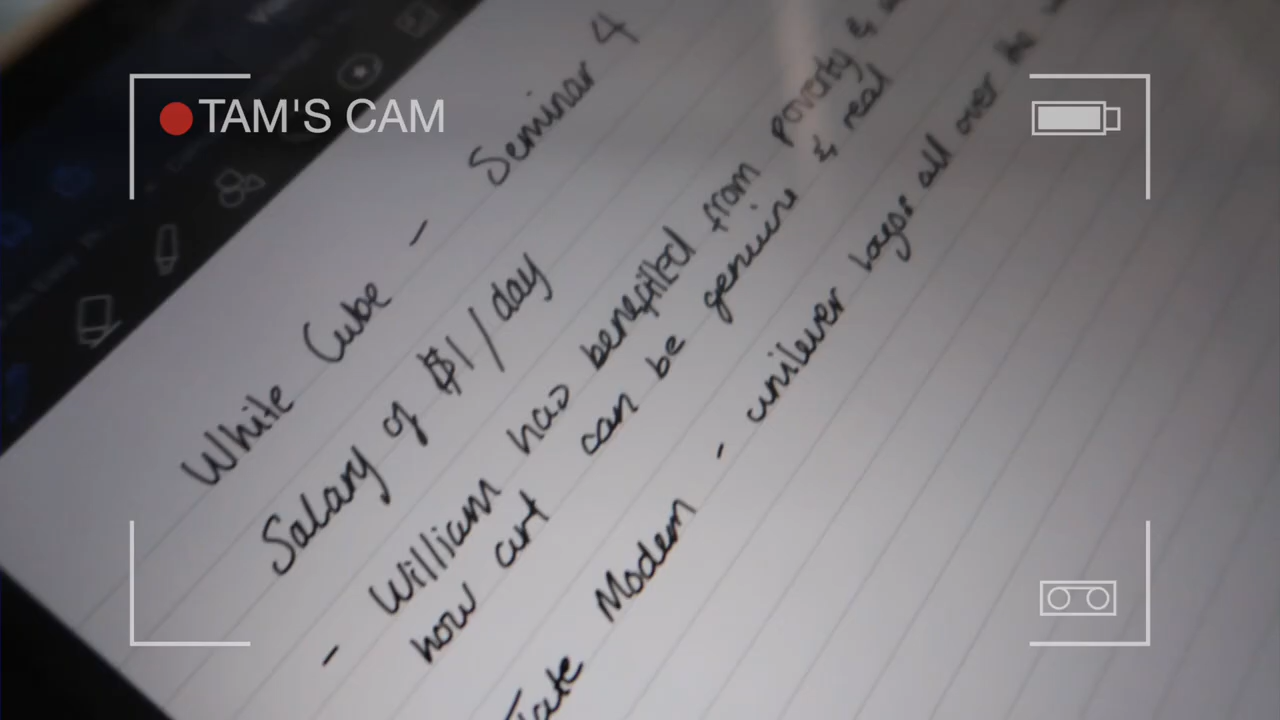 TAM'S CAM
White Cube - Seminar 4
Salary of $1/day
- William has benefitted from poverty &
how art can be genuine & real
Tate Modern - unilever logos all over the